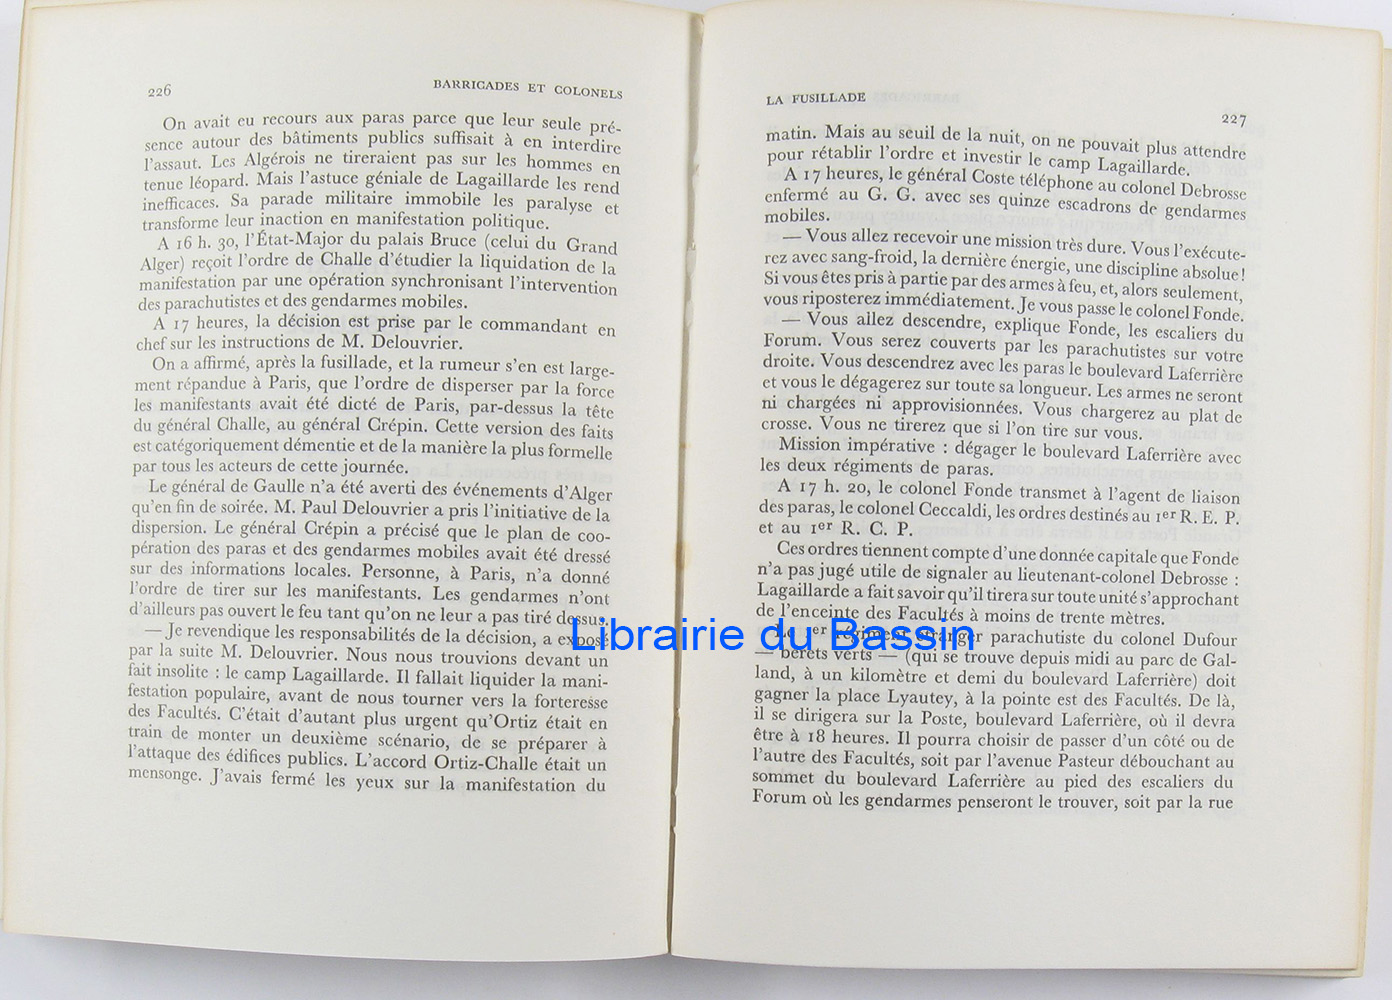 226
BARRICADES ET COLONELS
On avait eu recours aux paras parce que leur seule pré-
sence autour des bâtiments publics suffisait à en interdire
l'assaut. Les Algérois ne tireraient pas sur les hommes en
tenue léopard. Mais l'astuce géniale de Lagaillarde les rend
inefficaces. Sa parade militaire immobile les paralyse et
transforme leur inaction en manifestation politique.
A 16 h. 30, l'État-Major du palais Bruce (celui du Grand
Alger) reçoit l'ordre de Challe d'étudier la liquidation de la
manifestation par une opération synchronisant l'intervention
des parachutistes et des gendarmes mobiles.
A 17 heures, la décision est prise par le commandant en
chef sur les instructions de M. Delouvrier.
On a affirmé, après la fusillade, et la rumeur s'en est large-
ment répandue à Paris, que l'ordre de disperser par la force
les manifestants avait été dicté de Paris, par-dessus la tête
du général Challe, au général Crépin. Cette version des faits
est catégoriquement démentie et de la manière la plus formelle
par tous les acteurs de cette journée.
Le général de Gaulle n'a été averti des événements d'Alger
qu'en fin de soirée. M. Paul Delouvrier a pris l'initiative de la
dispersion. Le général Crépin a précisé que le plan de coo-
pération des paras et des gendarmes mobiles avait été dressé
sur des informations locales. Personne, à Paris, n'a donné
l'ordre de tirer sur les manifestants. Les gendarmes n'ont
d'ailleurs pas ouvert le feu tant qu'on ne leur a pas tiré dessus.
— Je revendique les responsabilités de la décision, a exposé
par la suite M. Delouvrier. Nous nous trouvions devant un
fait insolite : le camp Lagaillarde. Il fallait liquider la mani-
festation populaire, avant de nous tourner vers la forteresse
des Facultés. C'était d'autant plus urgent qu'Ortiz était en
train de monter un deuxième scénario, de se préparer à
l'attaque des édifices publics. L'accord Ortiz-Challe était un
mensonge. J'avais fermé les yeux sur la manifestation du
LA FUSILLADE
227
matin. Mais au seuil de la nuit, on ne pouvait plus attendre
pour rétablir l'ordre et investir le camp Lagaillarde.
A 17 heures, le général Coste téléphone au colonel Debrosse
enfermé au G. G. avec ses quinze escadrons de gendarmes
mobiles.
— Vous allez recevoir une mission très dure. Vous l'exécute-
rez avec sang-froid, la dernière énergie, une discipline absolue !
Si vous êtes pris à partie par des armes à feu, et, alors seulement,
vous riposterez immédiatement. Je vous passe le colonel Fonde.
— Vous allez descendre, explique Fonde, les escaliers du
Forum. Vous serez couverts par les parachutistes sur votre
droite. Vous descendrez avec les paras le boulevard Laferrière
et vous le dégagerez sur toute sa longueur. Les armes ne seront
ni chargées ni approvisionnées. Vous chargerez au plat de
crosse. Vous ne tirerez que si l'on tire sur vous.
Mission impérative : dégager le boulevard Laferrière avec
les deux régiments de paras.
A 17 h. 20, le colonel Fonde transmet à l'agent de liaison
des paras, le colonel Ceccaldi, les ordres destinés au 1er R. E. P.
et au 1er R. C. P.
Ces ordres tiennent compte d'une donnée capitale que Fonde
n'a pas jugé utile de signaler au lieutenant-colonel Debrosse :
Lagaillarde a fait savoir qu'il tirera sur toute unité s'approchant
de l'enceinte des Facultés à moins de trente mètres.
Le 1er régiment étranger parachutiste du colonel Dufour
— bérets verts — (qui se trouve depuis midi au parc de Gal-
land, à un kilomètre et demi du boulevard Laferrière) doit
gagner la place Lyautey, à la pointe est des Facultés. De là,
il se dirigera sur la Poste, boulevard Laferrière, où il devra
être à 18 heures. Il pourra choisir de passer d'un côté ou de
l'autre des Facultés, soit par l'avenue Pasteur débouchant au
sommet du boulevard Laferrière au pied des escaliers du
Forum où les gendarmes penseront le trouver, soit par la rue
Librairie du Bassin